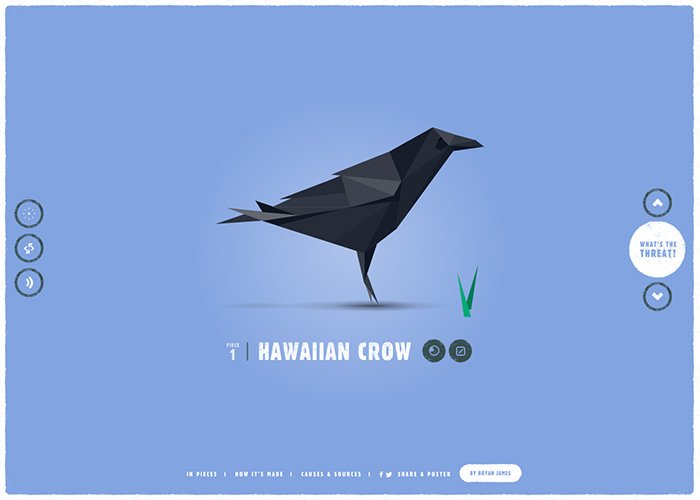 WHAT'S THE
THREAT?
PIECE
1
HAWAIIAN CROW
IN PIECES
HOW IT'S MADE
CAUSES & SOURCES
SHARE & POSTER
BY BRYAN JAMES